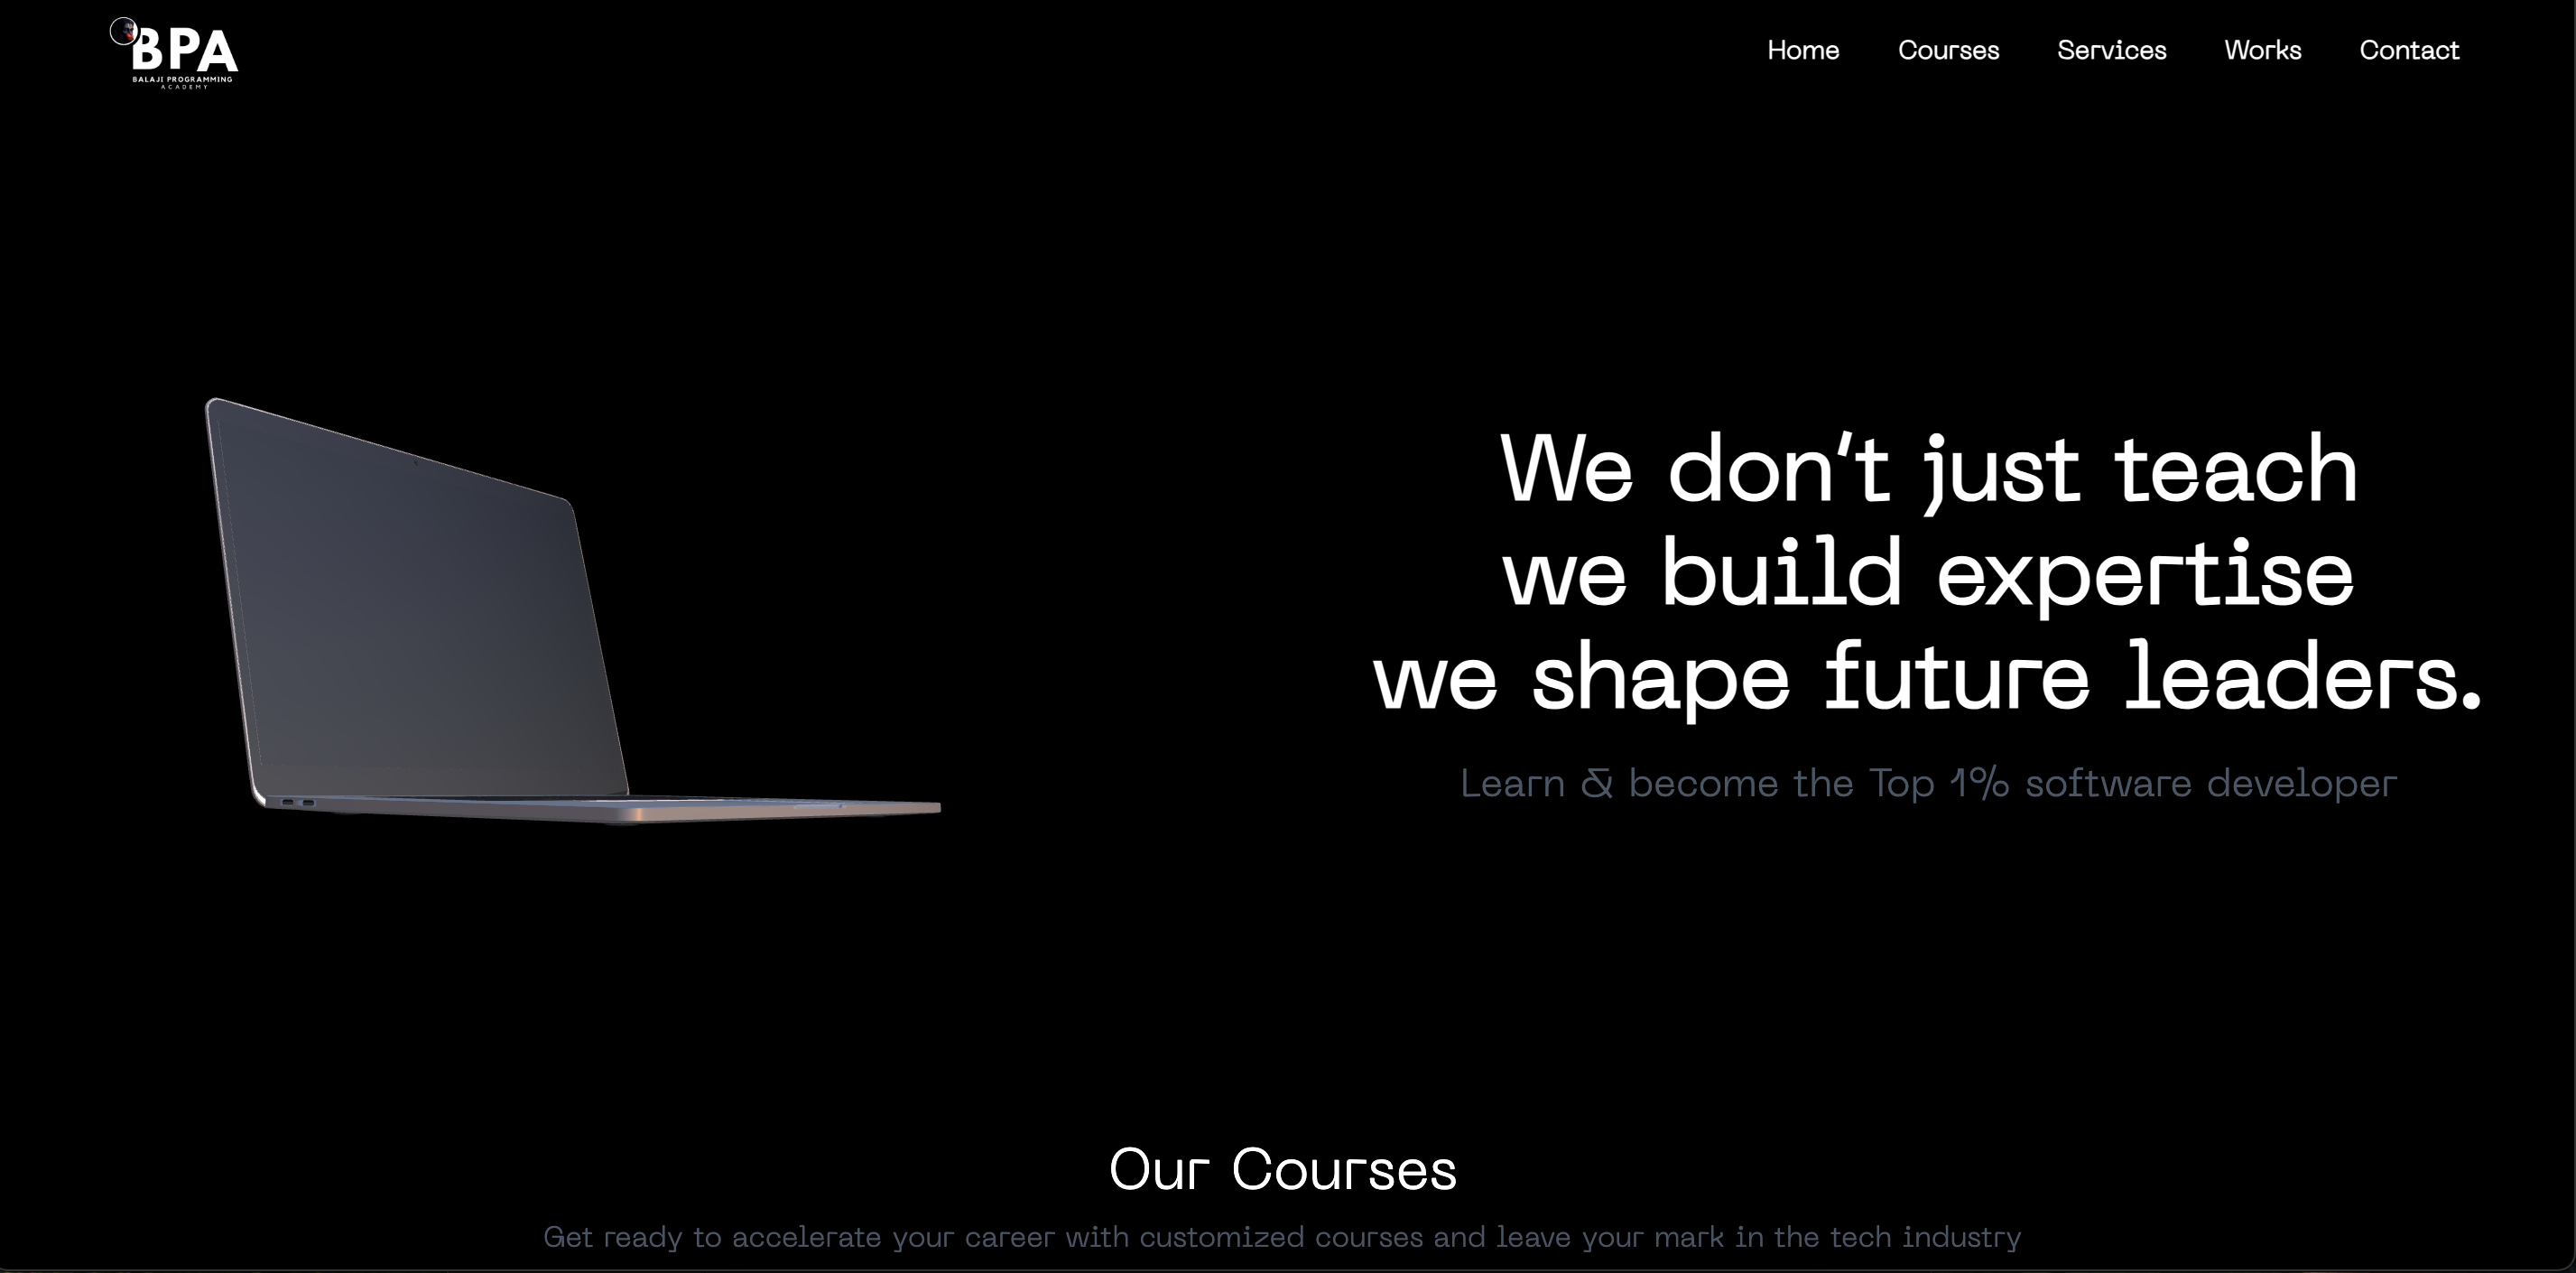 BPA
BALAJI PROGRAMMING
ACADEMY
Home Courses Services Works Contact
We don't just teach
we build expertise
we shape future leaders.
Learn & become the Top 1% software developer
Our Courses
Get ready to accelerate your career with customized courses and leave your mark in the tech industry